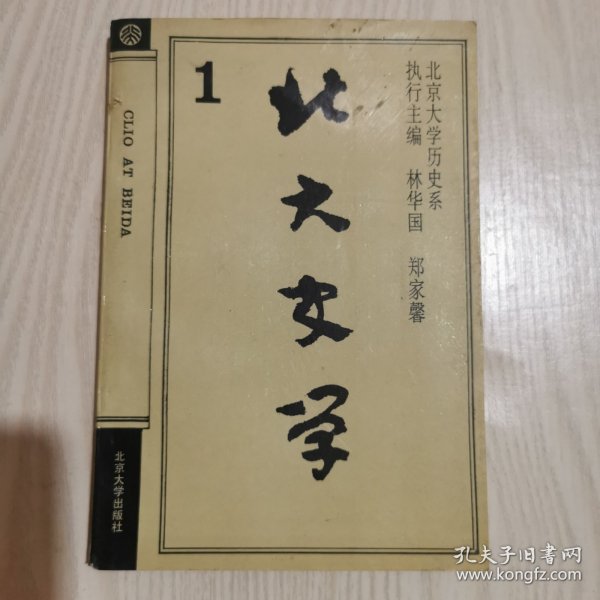 北京大学历史系
执行主编 林华国 郑家馨
1
北大史学
CLIO AT BEIDA
北京大学出版社
孔夫子旧书网
www.kongfz.com